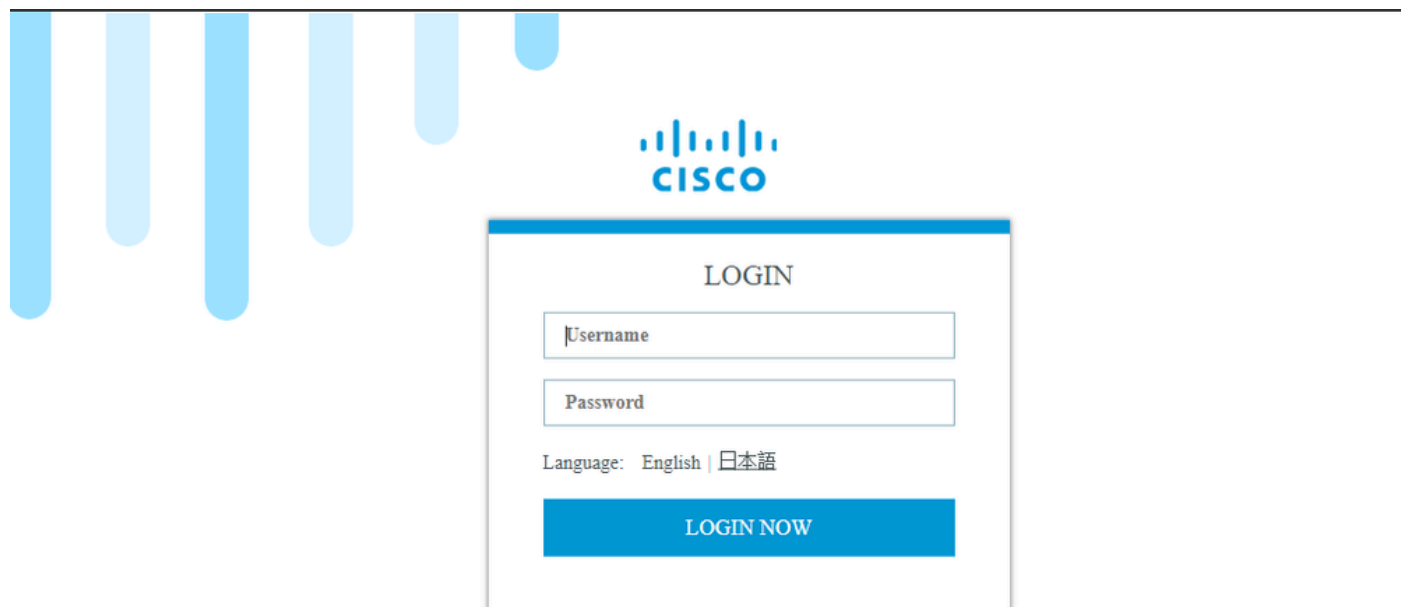 CISCO
LOGIN
Username
Password
Language: English | 日本語
LOGIN NOW